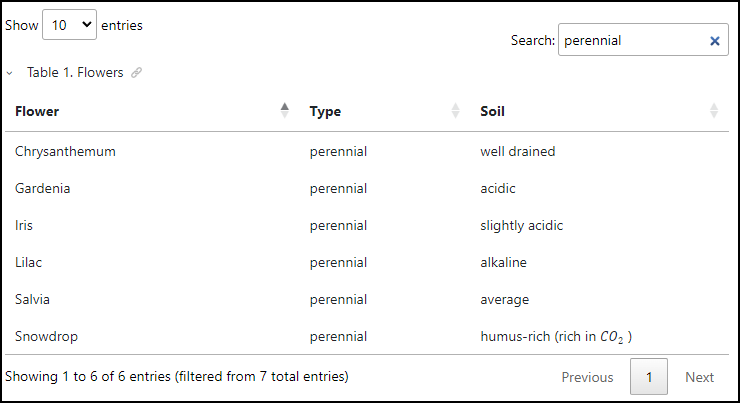 Show 10 entries
Search: perennial
Table 1. Flowers
Flower Type Soil
Chrysanthemum perennial well drained
Gardenia perennial acidic
Iris perennial slightly acidic
Lilac perennial alkaline
Salvia perennial average
Snowdrop perennial humus-rich (rich in CO₂ )
Showing 1 to 6 of 6 entries (filtered from 7 total entries) Previous 1 Next